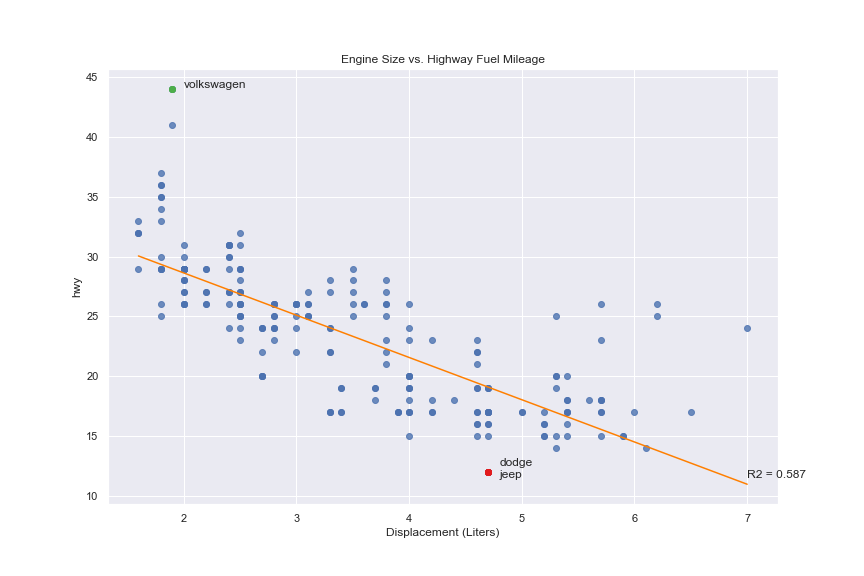 Engine Size vs. Highway Fuel Mileage
45
40
35
30
25
20
15
10
hwy
volkswagen
dodge
jeep
R2 = 0.587
2
3
4
5
6
7
Displacement (Liters)